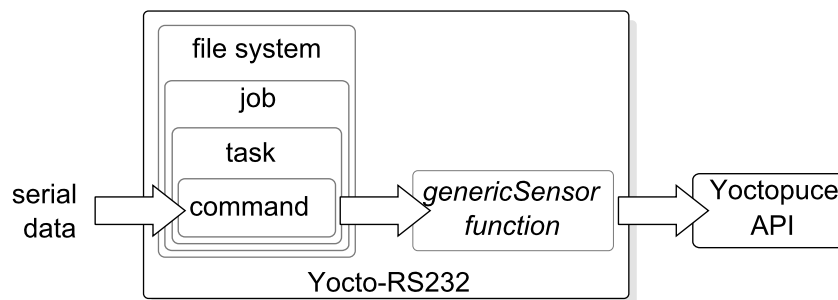 file system
job
task
command
serial
data
genericSensor
function
Yoctopuce
API
Yocto-RS232